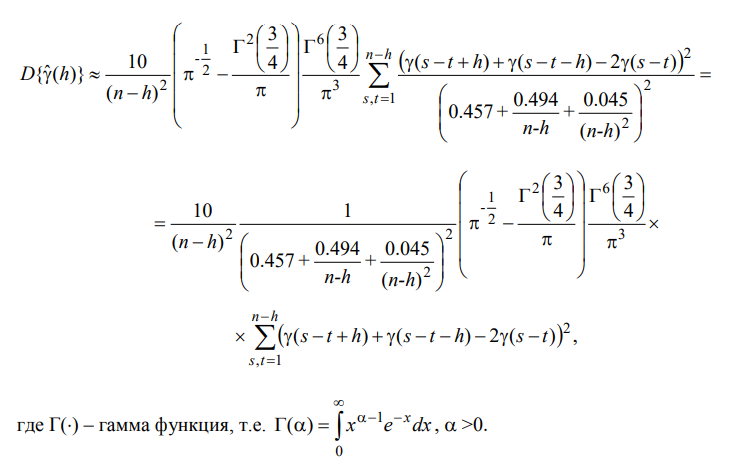 $D\{\hat{\gamma}(h)\} \approx \frac{10}{(n-h)^2} \left( \pi^{-\frac{1}{2}} - \frac{\Gamma^2\left(\frac{3}{4}\right)}{\pi} \right) \frac{\Gamma^6\left(\frac{3}{4}\right)}{\pi^3} \sum_{s,t=1}^{n-h} \frac{(\gamma(s-t+h)+\gamma(s-t-h)-2\gamma(s-t))^2}{\left(0.457+\frac{0.494}{n\text{-}h}+\frac{0.045}{(n\text{-}h)^2}\right)^2} =$
$= \frac{10}{(n-h)^2} \frac{1}{\left(0.457+\frac{0.494}{n\text{-}h}+\frac{0.045}{(n\text{-}h)^2}\right)^2} \left( \pi^{-\frac{1}{2}} - \frac{\Gamma^2\left(\frac{3}{4}\right)}{\pi} \right) \frac{\Gamma^6\left(\frac{3}{4}\right)}{\pi^3} \times$
$\times \sum_{s,t=1}^{n-h} (\gamma(s-t+h)+\gamma(s-t-h)-2\gamma(s-t))^2 ,$
где $\Gamma(\cdot)$ – гамма функция, т.е. $\Gamma(\alpha) = \int_0^{\infty} x^{\alpha-1} e^{-x} dx$ , $\alpha > 0$.